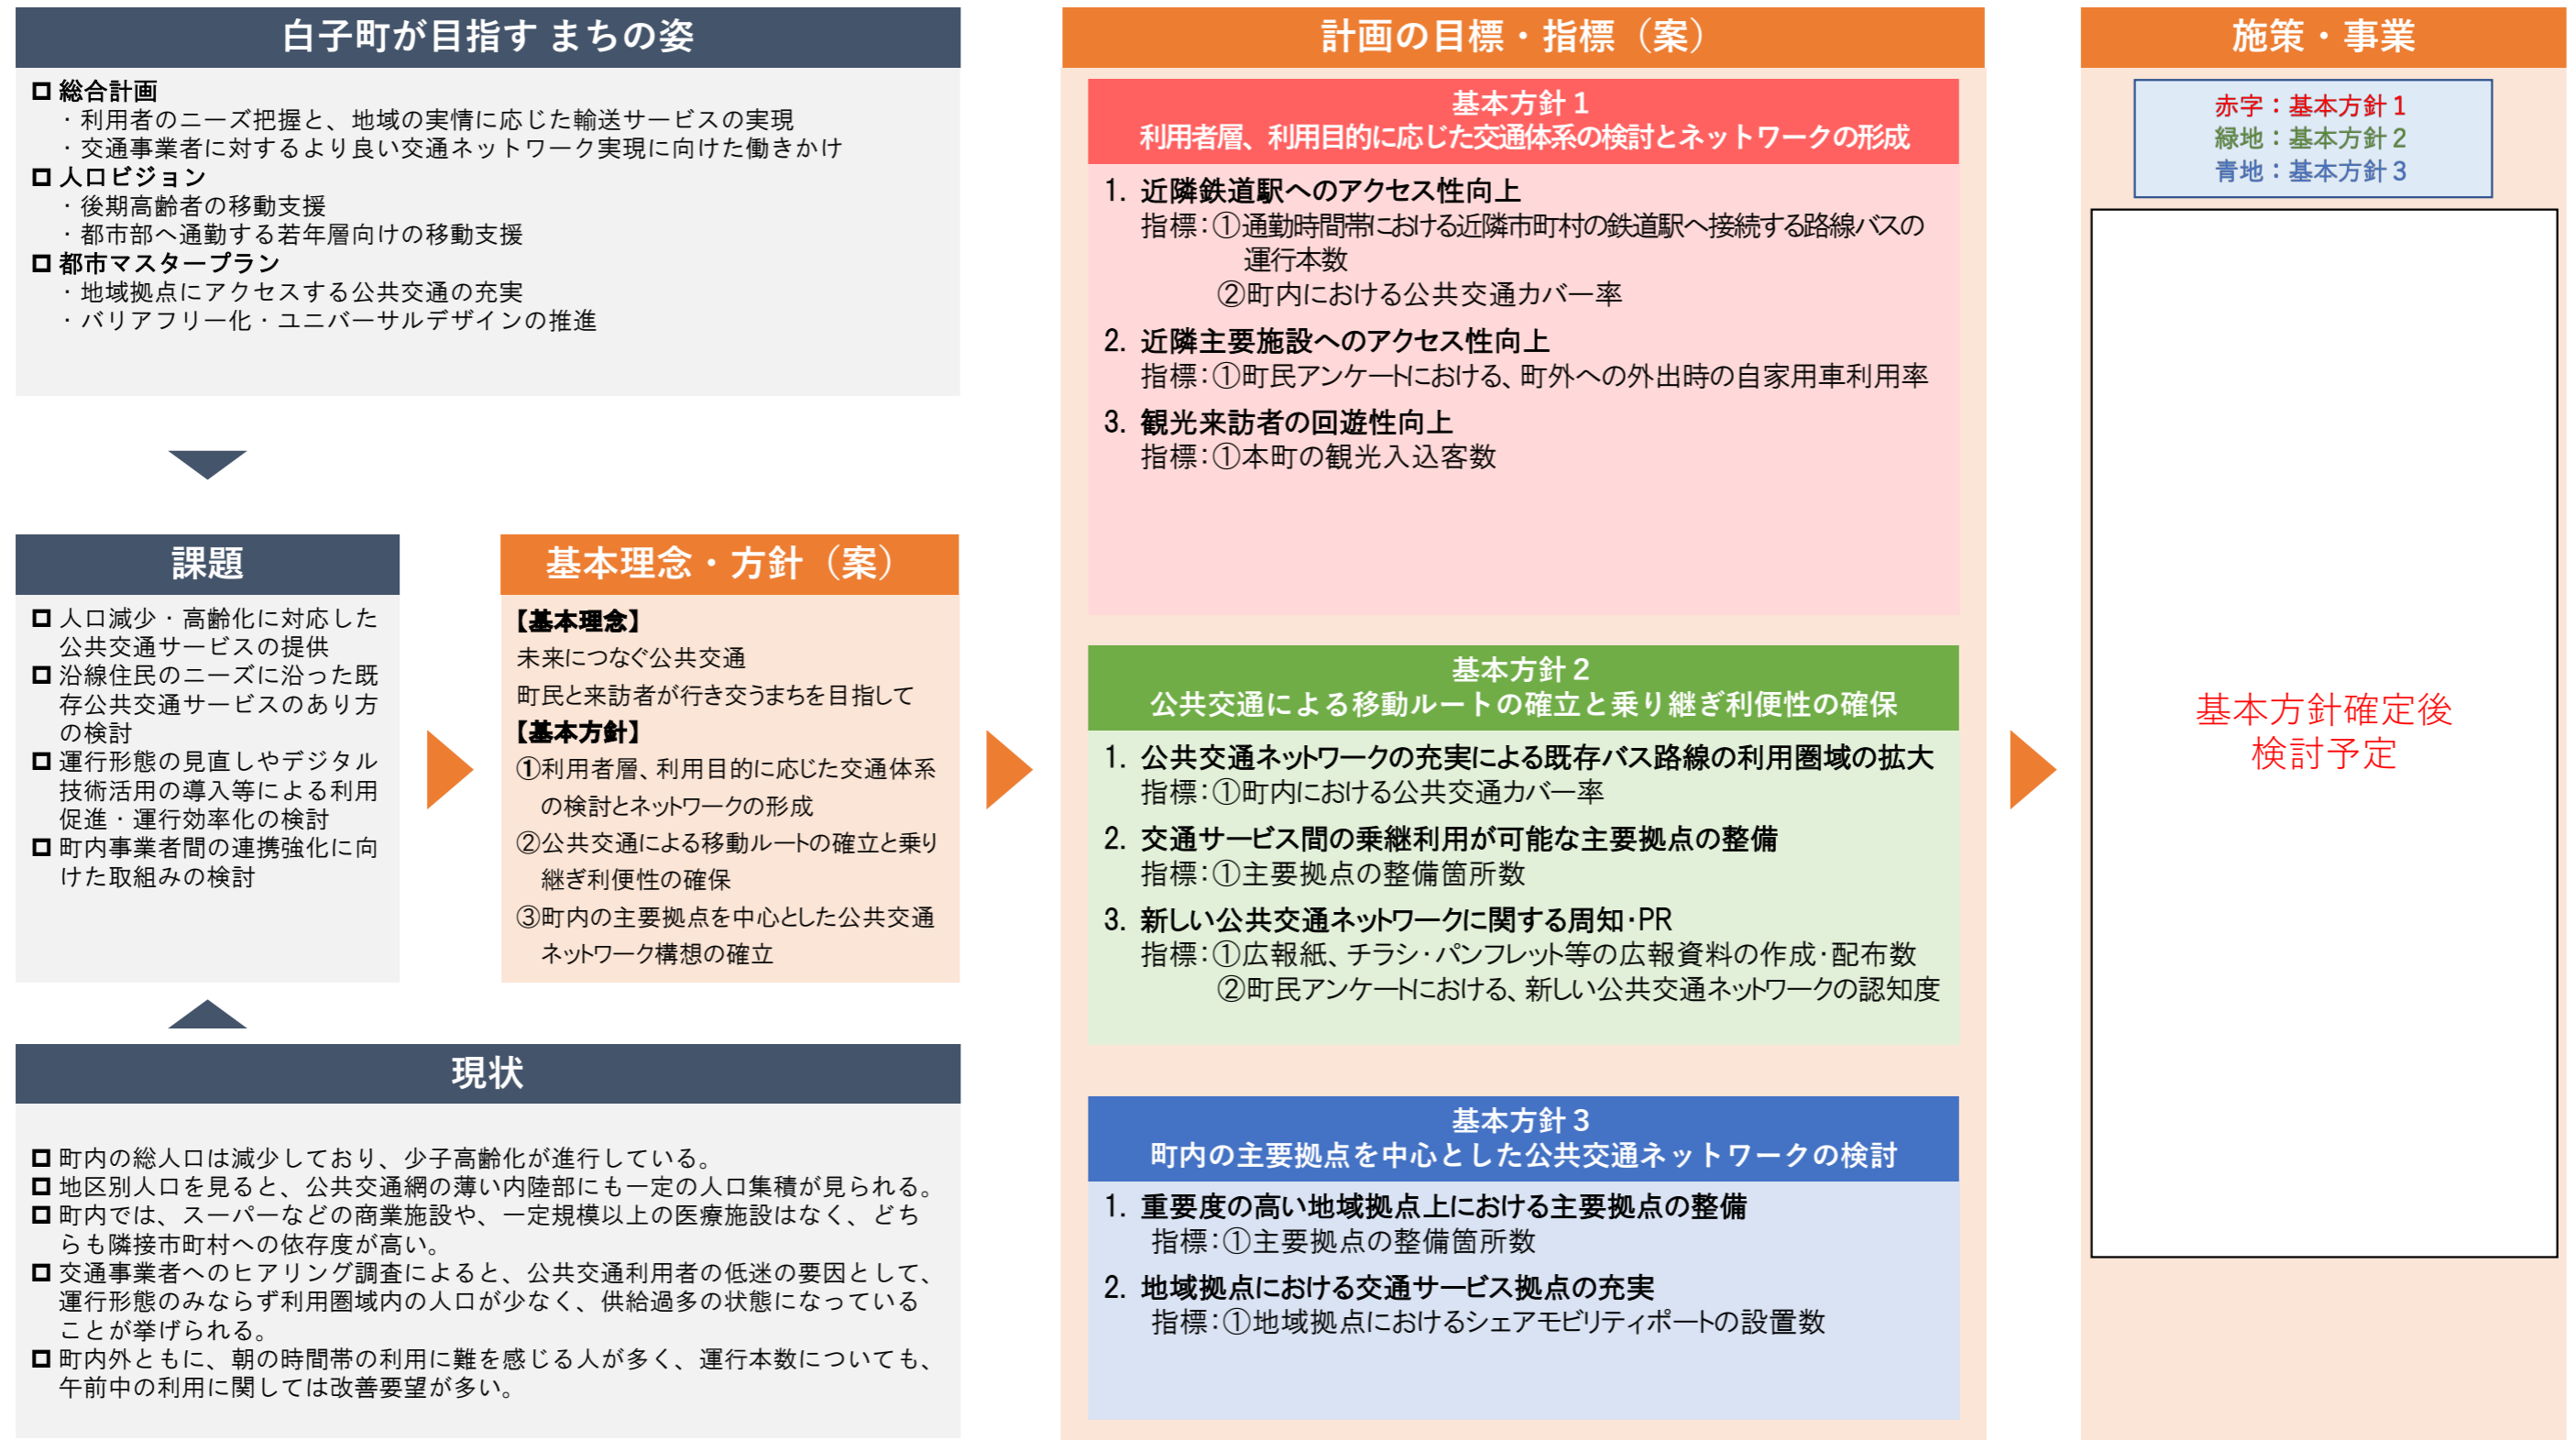 白子町が目指す まちの姿
総合計画
・利用者のニーズ把握と、地域の実情に応じた輸送サービスの実現
・交通事業者に対するより良い交通ネットワーク実現に向けた働きかけ
人口ビジョン
・後期高齢者の移動支援
・都市部へ通勤する若年層向けの移動支援
都市マスタープラン
・地域拠点にアクセスする公共交通の充実
・バリアフリー化・ユニバーサルデザインの推進
課題
人口減少・高齢化に対応した
公共交通サービスの提供
沿線住民のニーズに沿った既
存公共交通サービスのあり方
の検討
運行形態の見直しやデジタル
技術活用の導入等による利用
促進・運行効率化の検討
町内事業者間の連携強化に向
けた取組みの検討
現状
町内の総人口は減少しており、少子高齢化が進行している。
地区別人口を見ると、公共交通網の薄い内陸部にも一定の人口集積が見られる。
町内では、スーパーなどの商業施設や、一定規模以上の医療施設はなく、どち
らも隣接市町村への依存度が高い。
交通事業者へのヒアリング調査によると、公共交通利用者の低迷の要因として、
運行形態のみならず利用圏域内の人口が少なく、供給過多の状態になっている
ことが挙げられる。
町内外ともに、朝の時間帯の利用に難を感じる人が多く、運行本数についても、
午前中の利用に関しては改善要望が多い。
基本理念・方針（案）
【基本理念】
未来につなぐ公共交通
町民と来訪者が行き交うまちを目指して
【基本方針】
①利用者層、利用目的に応じた交通体系
の検討とネットワークの形成
②公共交通による移動ルートの確立と乗り
継ぎ利便性の確保
③町内の主要拠点を中心とした公共交通
ネットワーク構想の確立
計画の目標・指標（案）
基本方針１
利用者層、利用目的に応じた交通体系の検討とネットワークの形成
1. 近隣鉄道駅へのアクセス性向上
指標：①通勤時間帯における近隣市町村の鉄道駅へ接続する路線バスの
運行本数
②町内における公共交通カバー率
2. 近隣主要施設へのアクセス性向上
指標：①町民アンケートにおける、町外への外出時の自家用車利用率
3. 観光来訪者の回遊性向上
指標：①本町の観光入込客数
基本方針２
公共交通による移動ルートの確立と乗り継ぎ利便性の確保
1. 公共交通ネットワークの充実による既存バス路線の利用圏域の拡大
指標：①町内における公共交通カバー率
2. 交通サービス間の乗継利用が可能な主要拠点の整備
指標：①主要拠点の整備箇所数
3. 新しい公共交通ネットワークに関する周知・PR
指標：①広報紙、チラシ・パンフレット等の広報資料の作成・配布数
②町民アンケートにおける、新しい公共交通ネットワークの認知度
基本方針３
町内の主要拠点を中心とした公共交通ネットワークの検討
1. 重要度の高い地域拠点上における主要拠点の整備
指標：①主要拠点の整備箇所数
2. 地域拠点における交通サービス拠点の充実
指標：①地域拠点におけるシェアモビリティポートの設置数
施策・事業
赤字：基本方針１
緑地：基本方針２
青地：基本方針３
基本方針確定後
検討予定